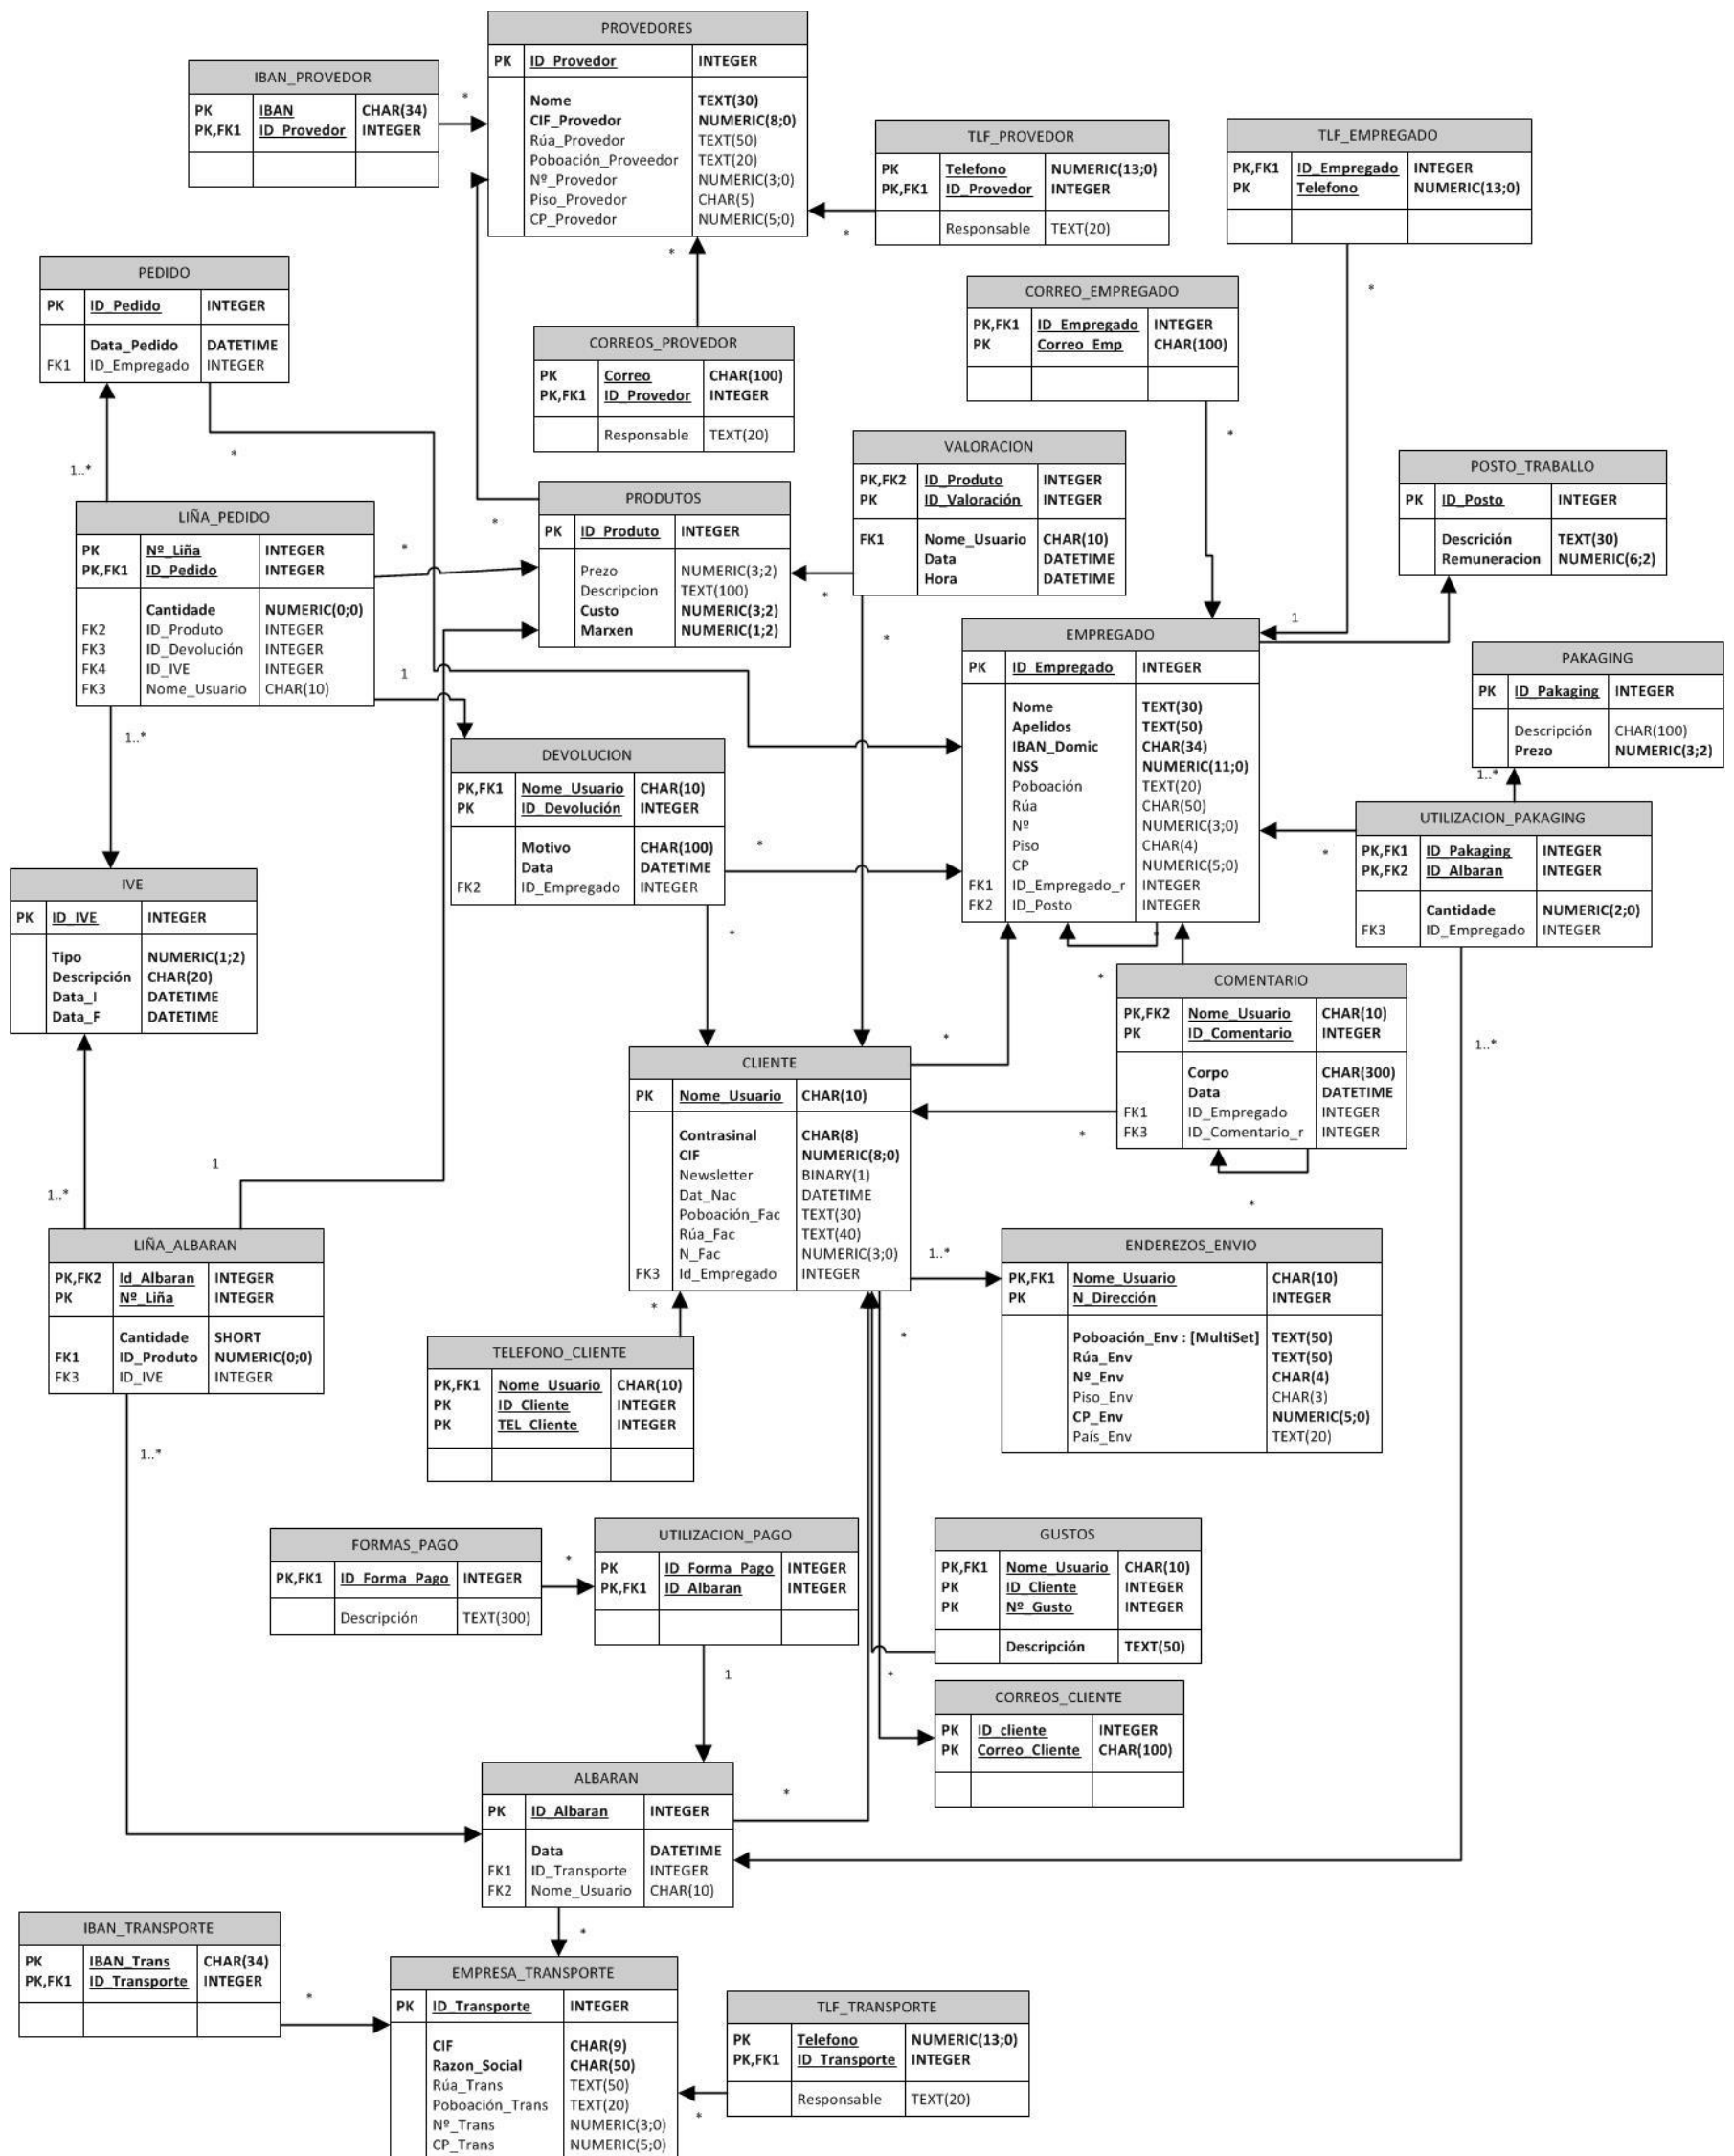 PROVEDORES
PK ID_Provedor INTEGER
Nome TEXT(30)
CIF_Provedor NUMERIC(8;0)
Rúa_Provedor TEXT(50)
Poboación_Proveedor TEXT(20)
Nº_Provedor NUMERIC(3;0)
Piso_Provedor CHAR(5)
CP_Provedor NUMERIC(5;0)
IBAN_PROVEDOR
PK IBAN CHAR(34)
PK,FK1 ID_Provedor INTEGER
*
TLF_PROVEDOR
PK Telefono NUMERIC(13;0)
PK,FK1 ID_Provedor INTEGER
Responsable TEXT(20)
*
TLF_EMPREGADO
PK,FK1 ID_Empregado INTEGER
PK Telefono NUMERIC(13;0)
*
PEDIDO
PK ID_Pedido INTEGER
Data_Pedido DATETIME
FK1 ID_Empregado INTEGER
*
CORREOS_PROVEDOR
PK Correo CHAR(100)
PK,FK1 ID_Provedor INTEGER
Responsable TEXT(20)
*
CORREO_EMPREGADO
PK,FK1 ID_Empregado INTEGER
PK Correo_Emp CHAR(100)
*
VALORACION
PK,FK2 ID_Produto INTEGER
PK ID_Valoración INTEGER
FK1 Nome_Usuario CHAR(10)
Data DATETIME
Hora DATETIME
*
*
POSTO_TRABALLO
PK ID_Posto INTEGER
Descrición TEXT(30)
Remuneracion NUMERIC(6;2)
1
1..*
LIÑA_PEDIDO
PK Nº_Liña INTEGER
PK,FK1 ID_Pedido INTEGER
Cantidade NUMERIC(0;0)
FK2 ID_Produto INTEGER
FK3 ID_Devolución INTEGER
FK4 ID_IVE INTEGER
FK3 Nome_Usuario CHAR(10)
*
1
1..*
PRODUTOS
PK ID_Produto INTEGER
Prezo NUMERIC(3;2)
Descripcion TEXT(100)
Custo NUMERIC(3;2)
Marxen NUMERIC(1;2)
*
EMPREGADO
PK ID_Empregado INTEGER
Nome TEXT(30)
Apelidos TEXT(50)
IBAN_Domic CHAR(34)
NSS NUMERIC(11;0)
Poboación TEXT(20)
Rúa CHAR(50)
Nº NUMERIC(3;0)
Piso CHAR(4)
CP NUMERIC(5;0)
FK1 ID_Empregado_r INTEGER
FK2 ID_Posto INTEGER
*
PAKAGING
PK ID_Pakaging INTEGER
Descripción CHAR(100)
Prezo NUMERIC(3;2)
1..*
DEVOLUCION
PK,FK1 Nome_Usuario CHAR(10)
PK ID_Devolución INTEGER
Motivo CHAR(100)
Data DATETIME
FK2 ID_Empregado INTEGER
*
*
UTILIZACION_PAKAGING
PK,FK1 ID_Pakaging INTEGER
PK,FK2 ID_Albaran INTEGER
Cantidade NUMERIC(2;0)
FK3 ID_Empregado INTEGER
*
1..*
IVE
PK ID_IVE INTEGER
Tipo NUMERIC(1;2)
Descripción CHAR(20)
Data_I DATETIME
Data_F DATETIME
COMENTARIO
PK,FK2 Nome_Usuario CHAR(10)
PK ID_Comentario INTEGER
Corpo CHAR(300)
Data DATETIME
FK1 ID_Empregado INTEGER
FK3 ID_Comentario_r INTEGER
*
*
*
CLIENTE
PK Nome_Usuario CHAR(10)
Contrasinal CHAR(8)
CIF NUMERIC(8;0)
Newsletter BINARY(1)
Dat_Nac DATETIME
Poboación_Fac TEXT(30)
Rúa_Fac TEXT(40)
N_Fac NUMERIC(3;0)
FK3 Id_Empregado INTEGER
*
1..*
*
1
1..*
LIÑA_ALBARAN
PK,FK2 Id_Albaran INTEGER
PK Nº_Liña INTEGER
Cantidade SHORT
FK1 ID_Produto NUMERIC(0;0)
FK3 ID_IVE INTEGER
1..*
ENDEREZOS_ENVIO
PK,FK1 Nome_Usuario CHAR(10)
PK N_Dirección INTEGER
Poboación_Env : [MultiSet] TEXT(50)
Rúa_Env TEXT(50)
Nº_Env CHAR(4)
Piso_Env CHAR(3)
CP_Env NUMERIC(5;0)
País_Env TEXT(20)
TELEFONO_CLIENTE
PK,FK1 Nome_Usuario CHAR(10)
PK ID_Cliente INTEGER
PK TEL_Cliente INTEGER
*
FORMAS_PAGO
PK,FK1 ID_Forma_Pago INTEGER
Descripción TEXT(300)
*
UTILIZACION_PAGO
PK ID_Forma_Pago INTEGER
PK,FK1 ID_Albaran INTEGER
1
GUSTOS
PK,FK1 Nome_Usuario CHAR(10)
PK ID_Cliente INTEGER
PK Nº_Gusto INTEGER
Descripción TEXT(50)
*
CORREOS_CLIENTE
PK ID_cliente INTEGER
PK Correo_Cliente CHAR(100)
ALBARAN
PK ID_Albaran INTEGER
Data DATETIME
FK1 ID_Transporte INTEGER
FK2 Nome_Usuario CHAR(10)
*
*
IBAN_TRANSPORTE
PK IBAN_Trans CHAR(34)
PK,FK1 ID_Transporte INTEGER
*
EMPRESA_TRANSPORTE
PK ID_Transporte INTEGER
CIF CHAR(9)
Razon_Social CHAR(50)
Rúa_Trans TEXT(50)
Poboación_Trans TEXT(20)
Nº_Trans NUMERIC(3;0)
CP_Trans NUMERIC(5;0)
TLF_TRANSPORTE
PK Telefono NUMERIC(13;0)
PK,FK1 ID_Transporte INTEGER
Responsable TEXT(20)
*